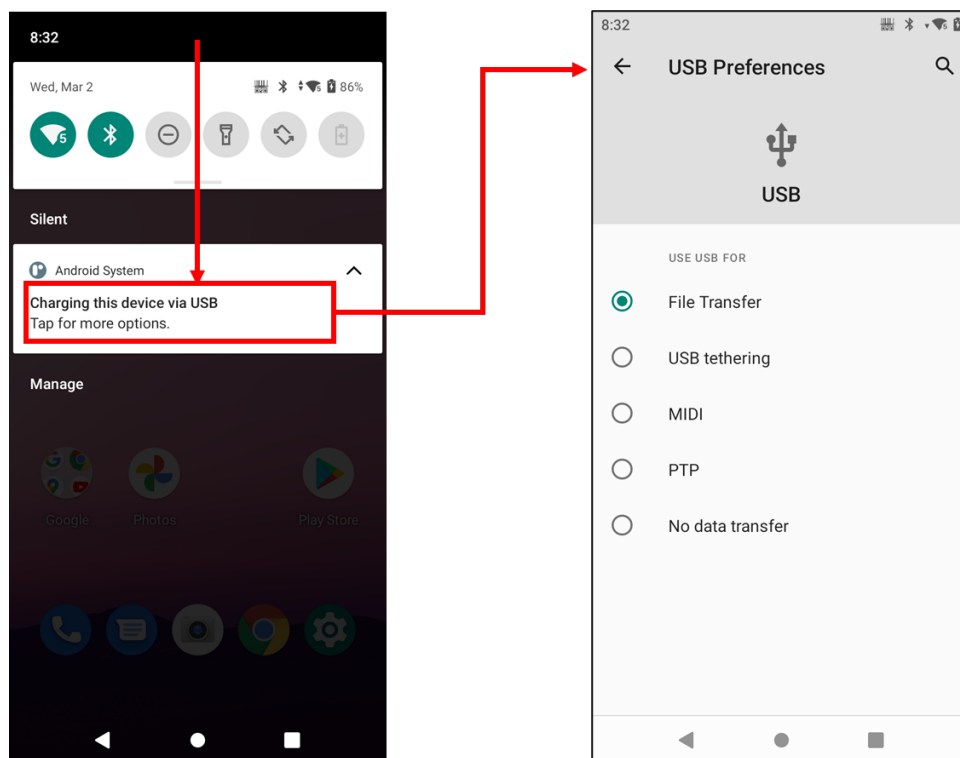 8:32
Wed, Mar 2
86%
5
Silent
Android System
Charging this device via USB
Tap for more options.
Manage
Google
Photos
Play Store
8:32
5
USB Preferences
USB
USE USB FOR
File Transfer
USB tethering
MIDI
PTP
No data transfer